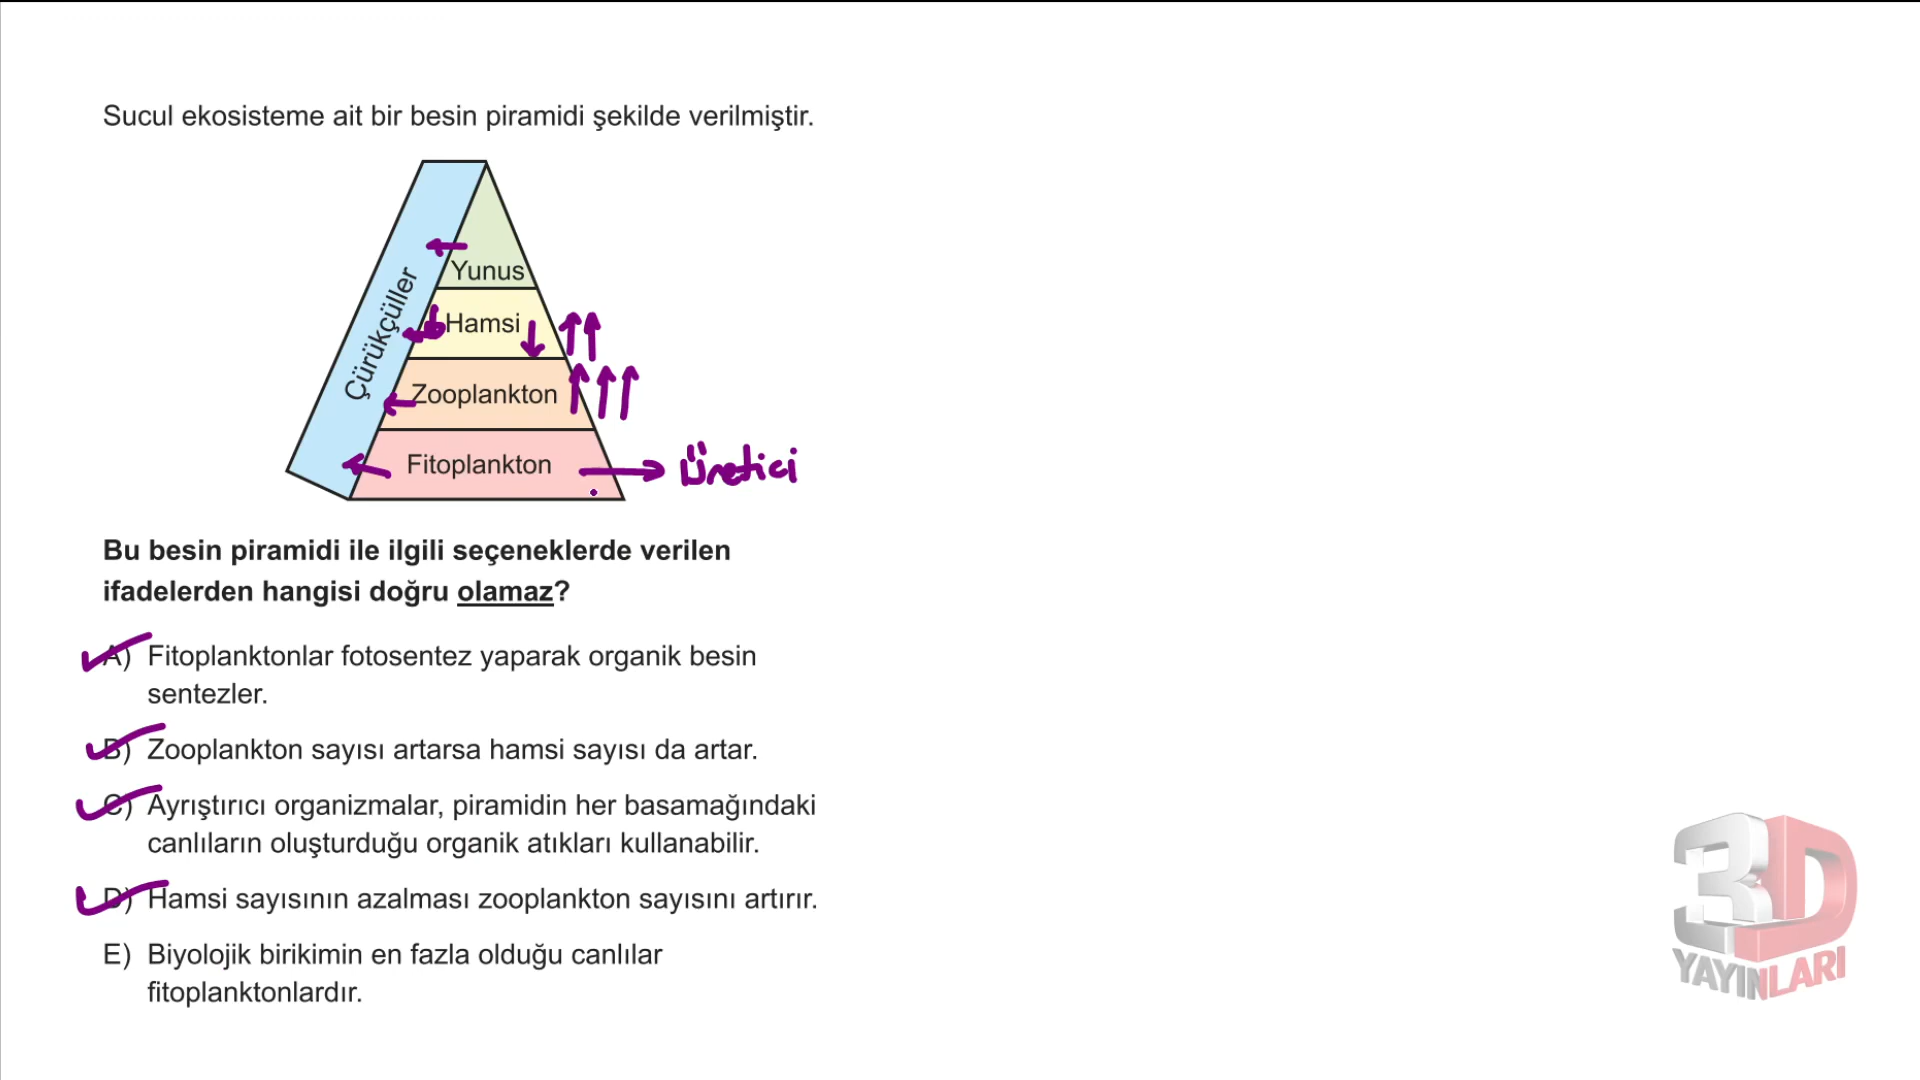 Sucul ekosisteme ait bir besin piramidi şekilde verilmiştir.
Çürükçüller
Yunus
Hamsi
Zooplankton
Fitoplankton
Üretici
Bu besin piramidi ile ilgili seçeneklerde verilen
ifadelerden hangisi doğru olamaz?
A) Fitoplanktonlar fotosentez yaparak organik besin
sentezler.
B) Zooplankton sayısı artarsa hamsi sayısı da artar.
C) Ayrıştırıcı organizmalar, piramidin her basamağındaki
canlıların oluşturduğu organik atıkları kullanabilir.
D) Hamsi sayısının azalması zooplankton sayısını artırır.
E) Biyolojik birikimin en fazla olduğu canlılar
fitoplanktonlardır.
3D
YAYINLARI